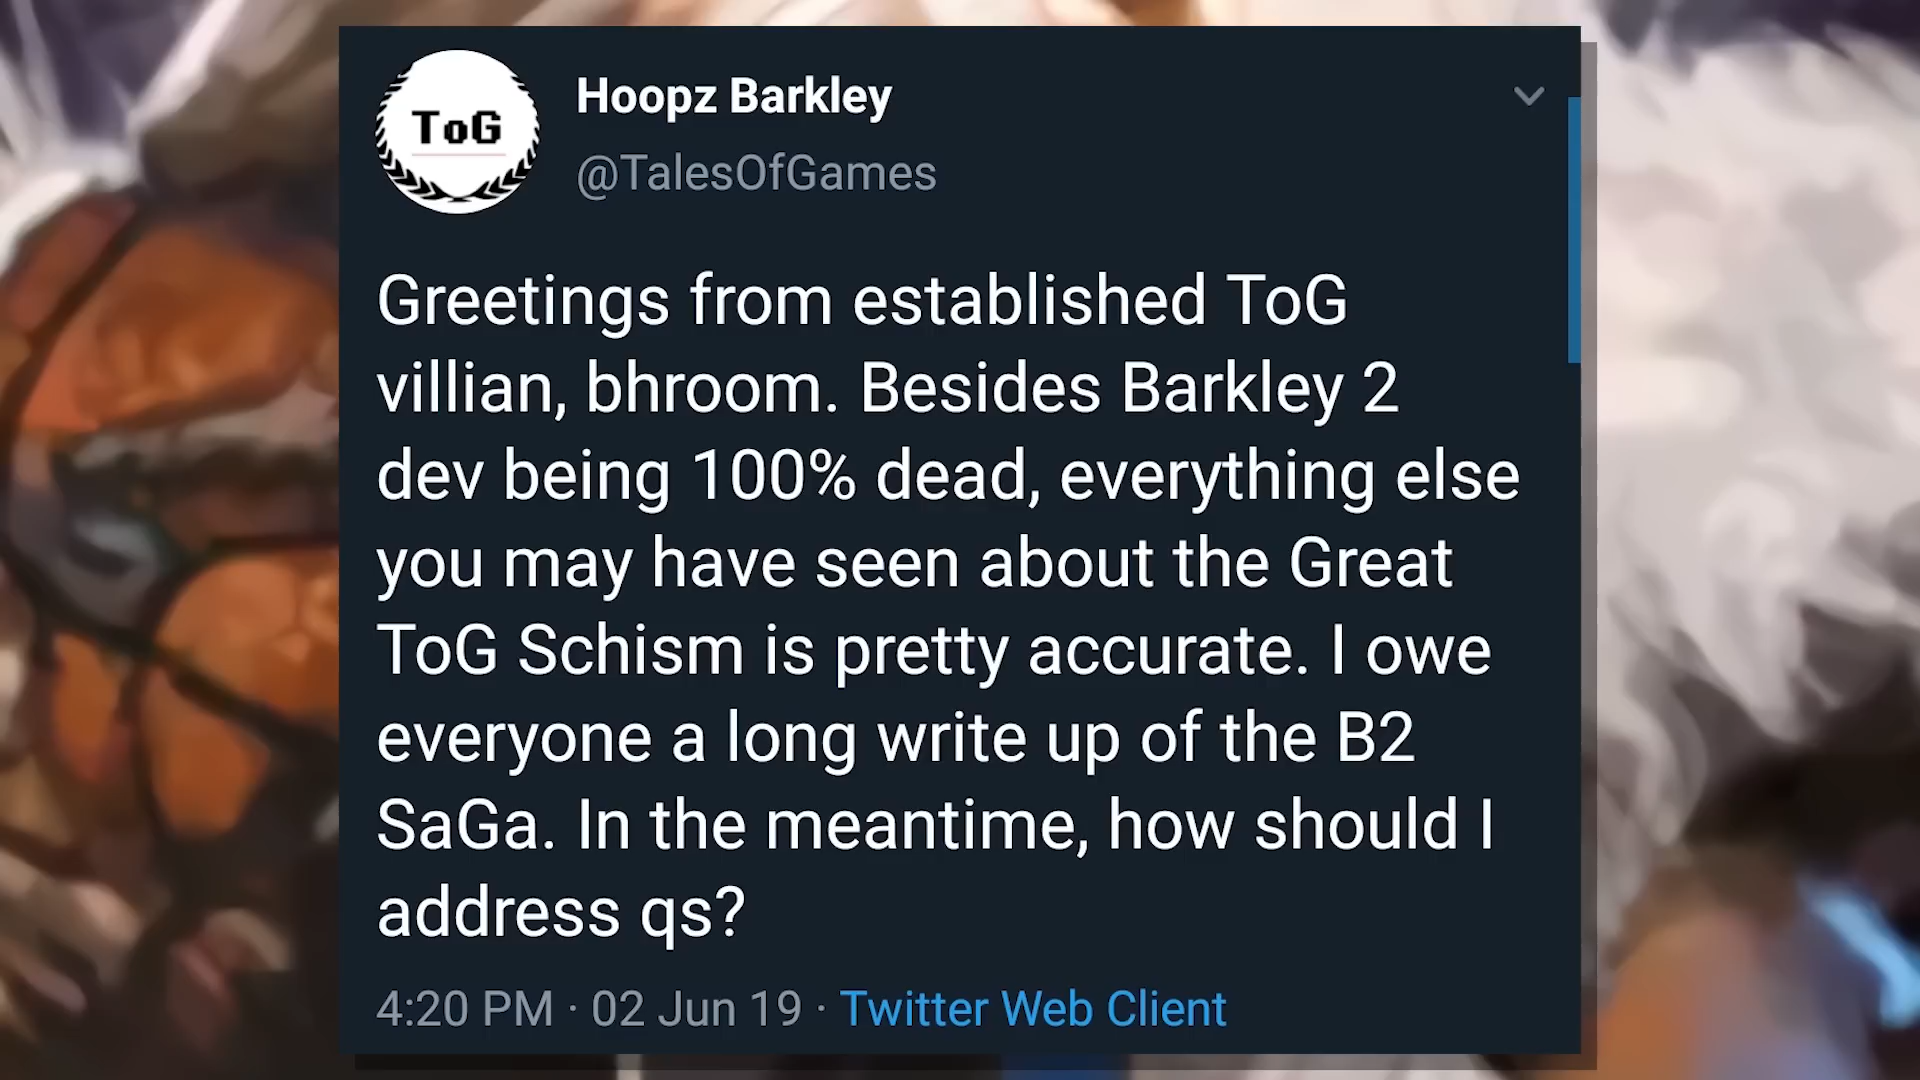 ToG
Hoopz Barkley
@TalesOfGames
Greetings from established ToG
villian, bhroom. Besides Barkley 2
dev being 100% dead, everything else
you may have seen about the Great
ToG Schism is pretty accurate. I owe
everyone a long write up of the B2
SaGa. In the meantime, how should I
address qs?
4:20 PM · 02 Jun 19 · Twitter Web Client